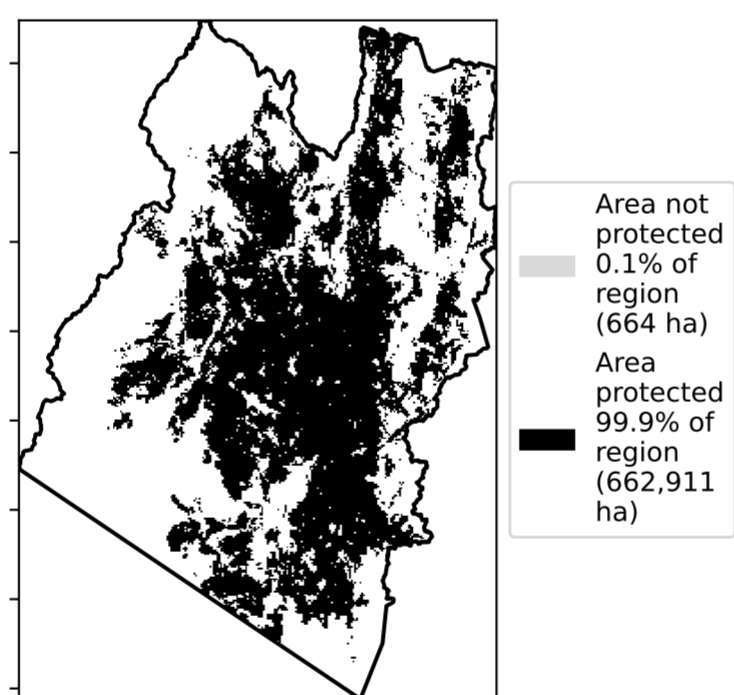 Area not
protected
0.1% of
region
(664 ha)
Area
protected
99.9% of
region
(662,911
ha)